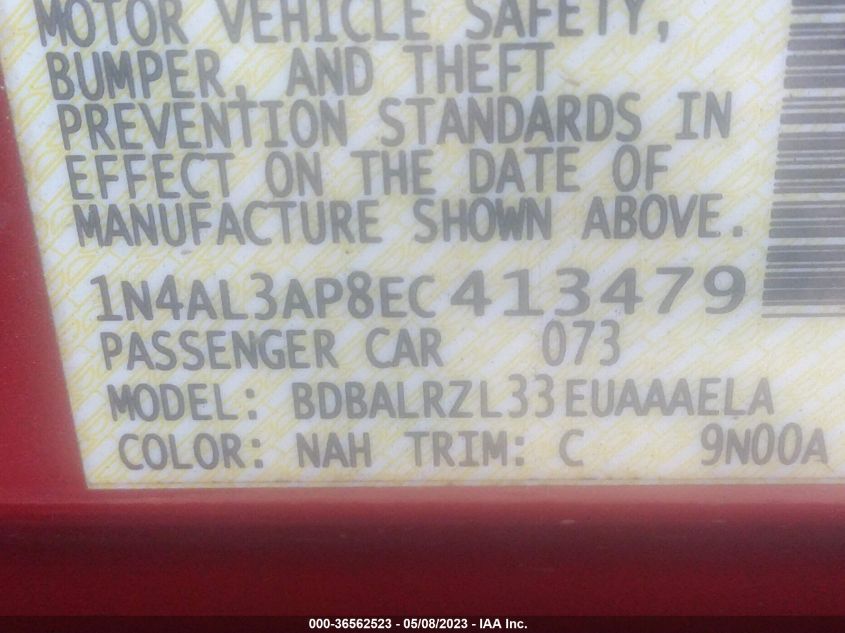 MOTOR VEHICLE SAFETY,
BUMPER, AND THEFT
PREVENTION STANDARDS IN
EFFECT ON THE DATE OF
MANUFACTURE SHOWN ABOVE.
1N4AL3AP8EC413479
PASSENGER CAR 073
MODEL: BDBALRZL33EUAAAELA
COLOR: NAH TRIM: C 9N00A
000-36562523 - 05/08/2023 - IAA Inc.